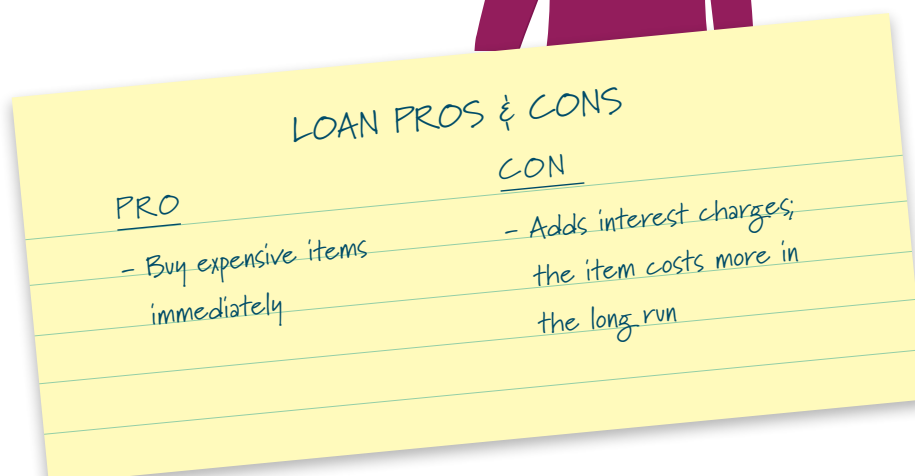 LOAN PROS & CONS
PRO
- Buy expensive items
immediately
CON
- Adds interest charges;
the item costs more in
the long run